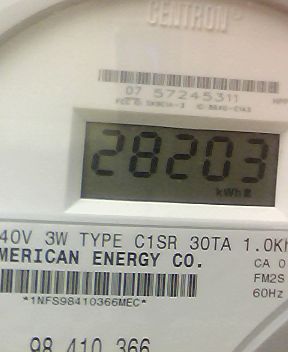 CENTRON®
07 57245311
28203
kWh
40V 3W TYPE C1SR 30TA 1.0Kh
MERICAN ENERGY CO.
CA 0
FM2S
60Hz
*1NFS98410366MEC*
98 410 366